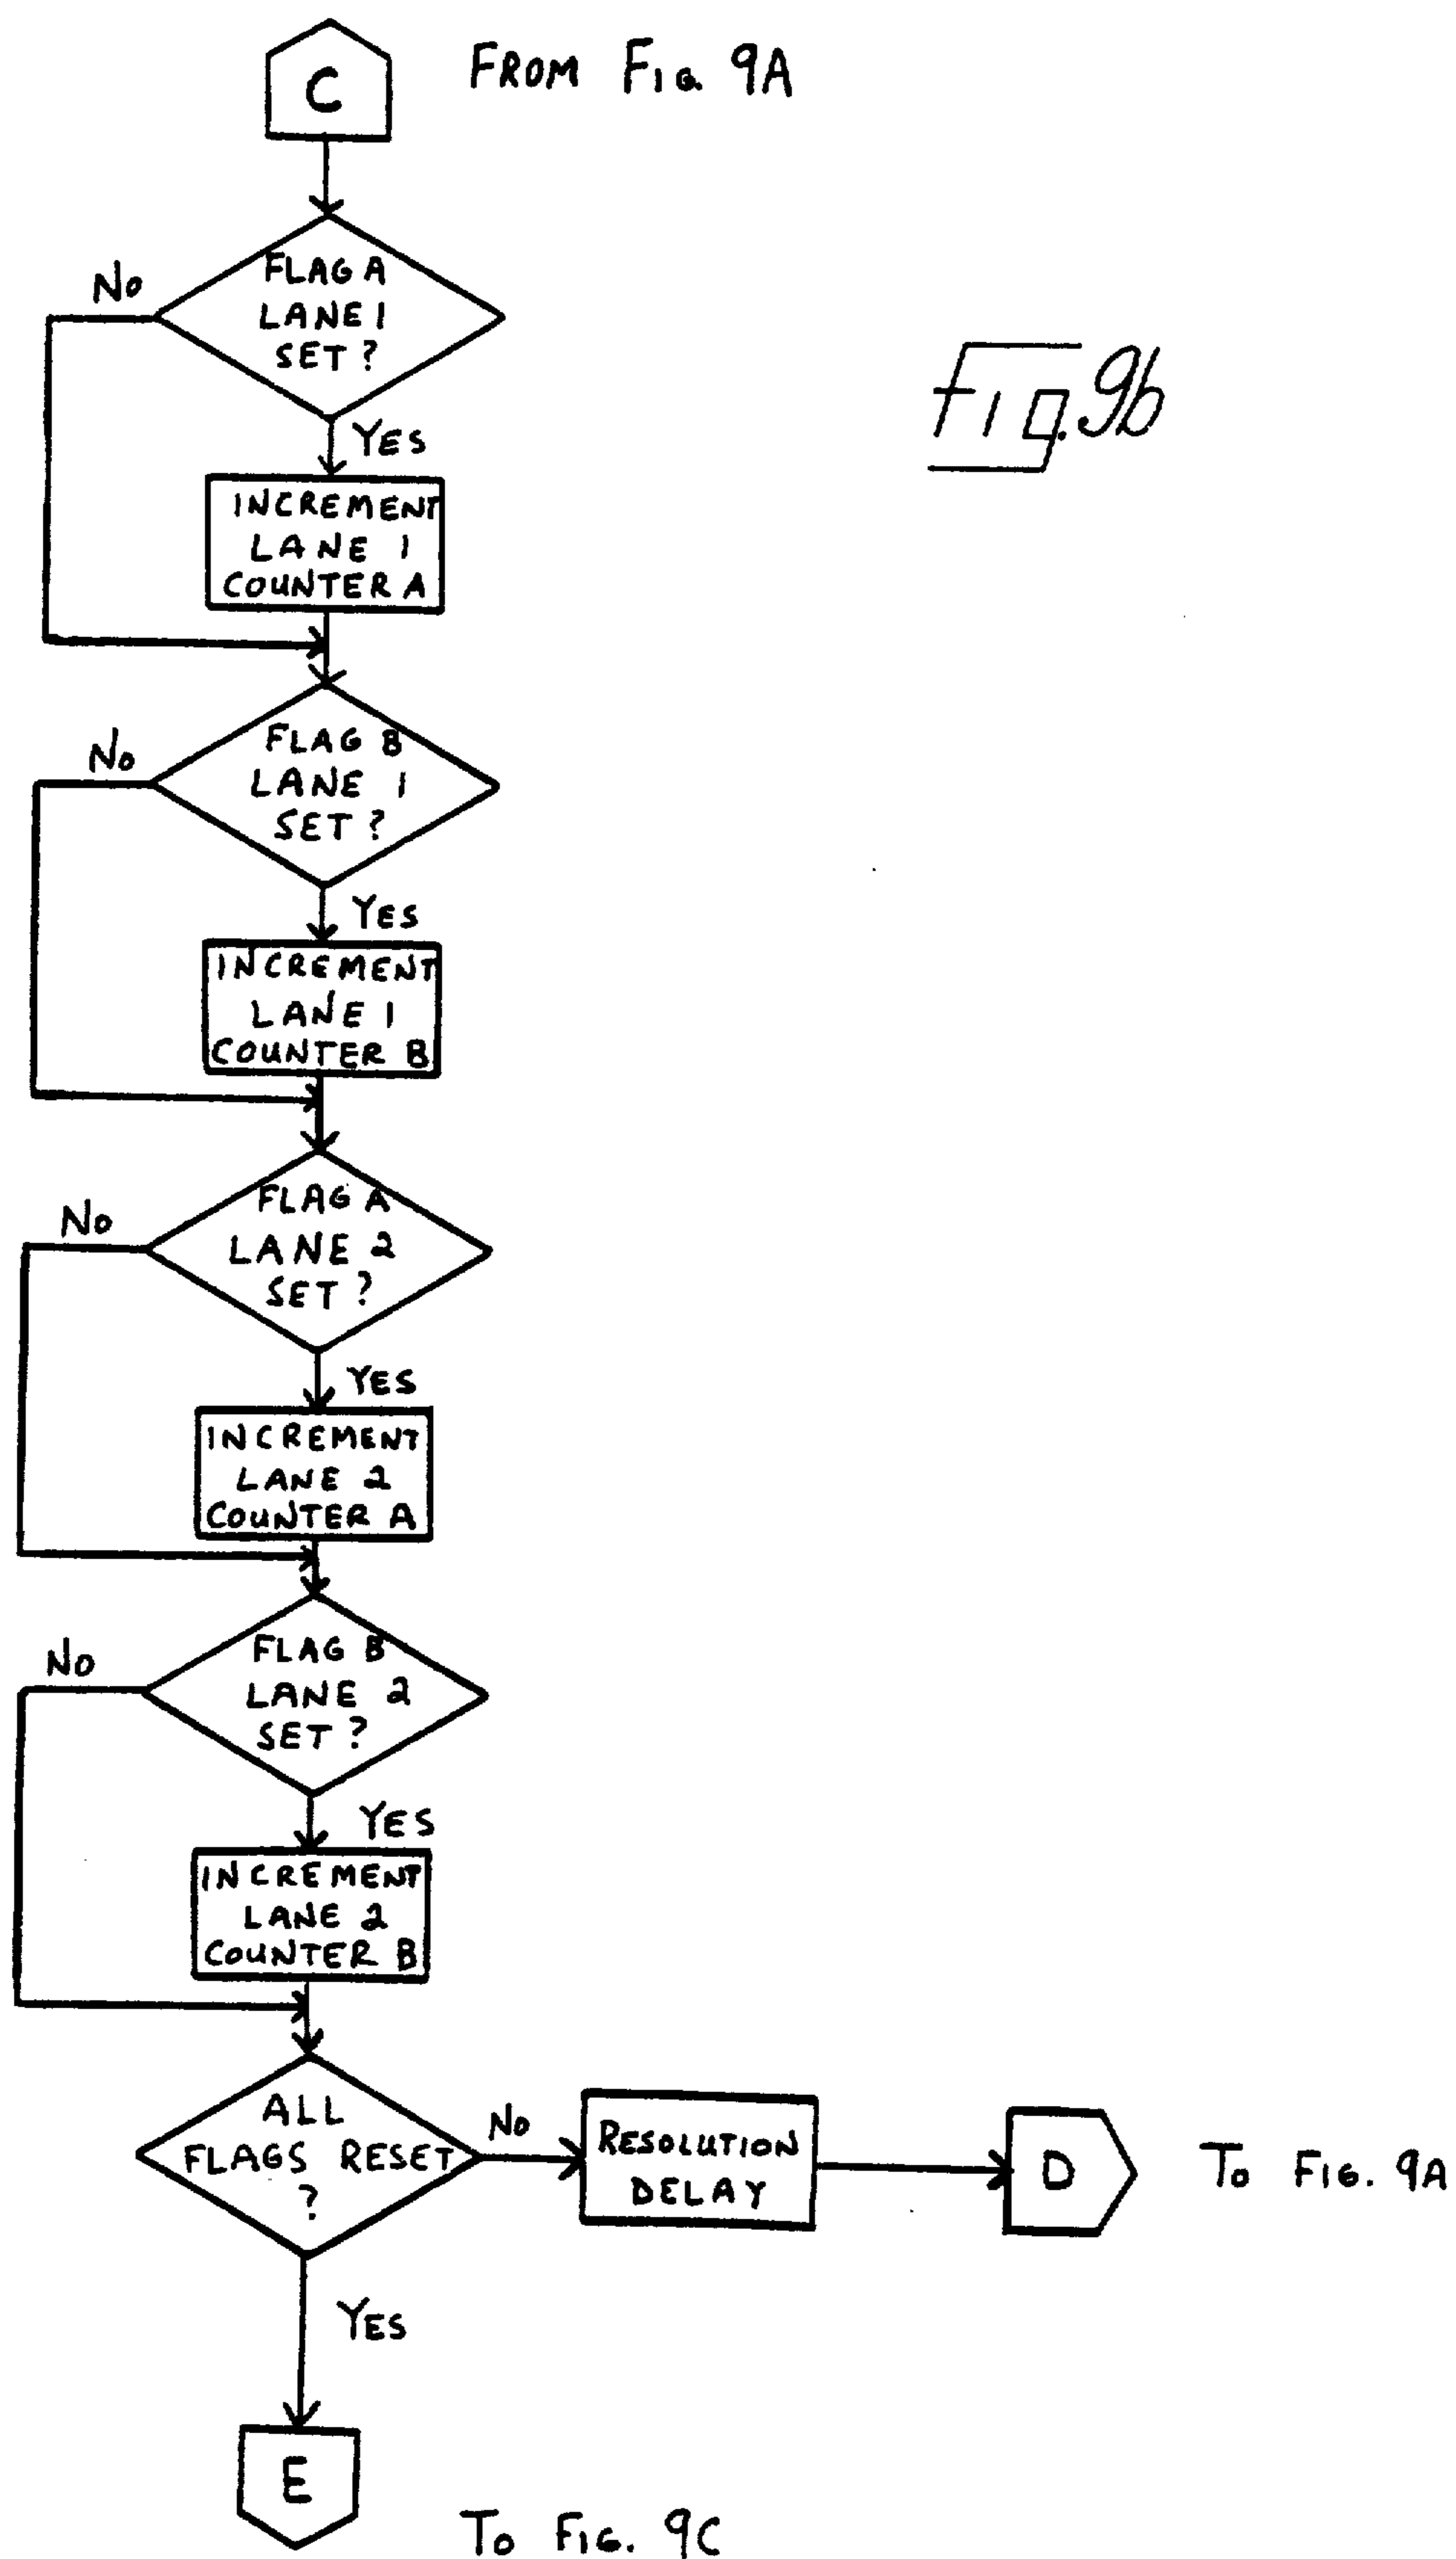 C
FROM FIG. 9A
No
FLAG A
LANE 1
SET ?
Fig. 9b
YES
INCREMENT
LANE 1
COUNTER A
No
FLAG B
LANE 1
SET ?
YES
INCREMENT
LANE 1
COUNTER B
No
FLAG A
LANE 2
SET ?
YES
INCREMENT
LANE 2
COUNTER A
No
FLAG B
LANE 2
SET ?
YES
INCREMENT
LANE 2
COUNTER B
ALL
FLAGS RESET
?
No
RESOLUTION
DELAY
D
To FIG. 9A
YES
E
To FIG. 9C